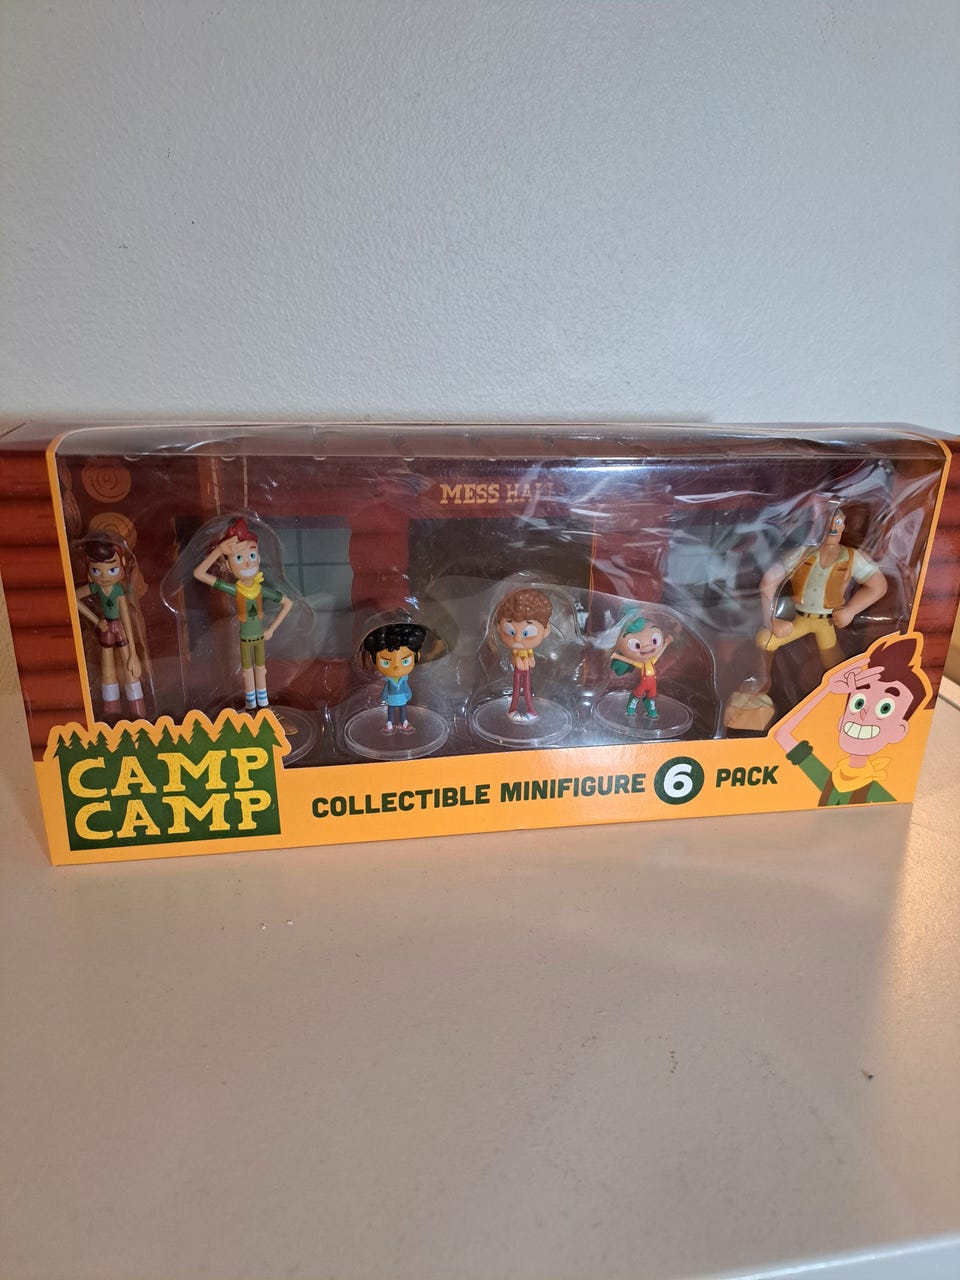 MESS HALL
CAMP
CAMP
COLLECTIBLE MINIFIGURE 6 PACK